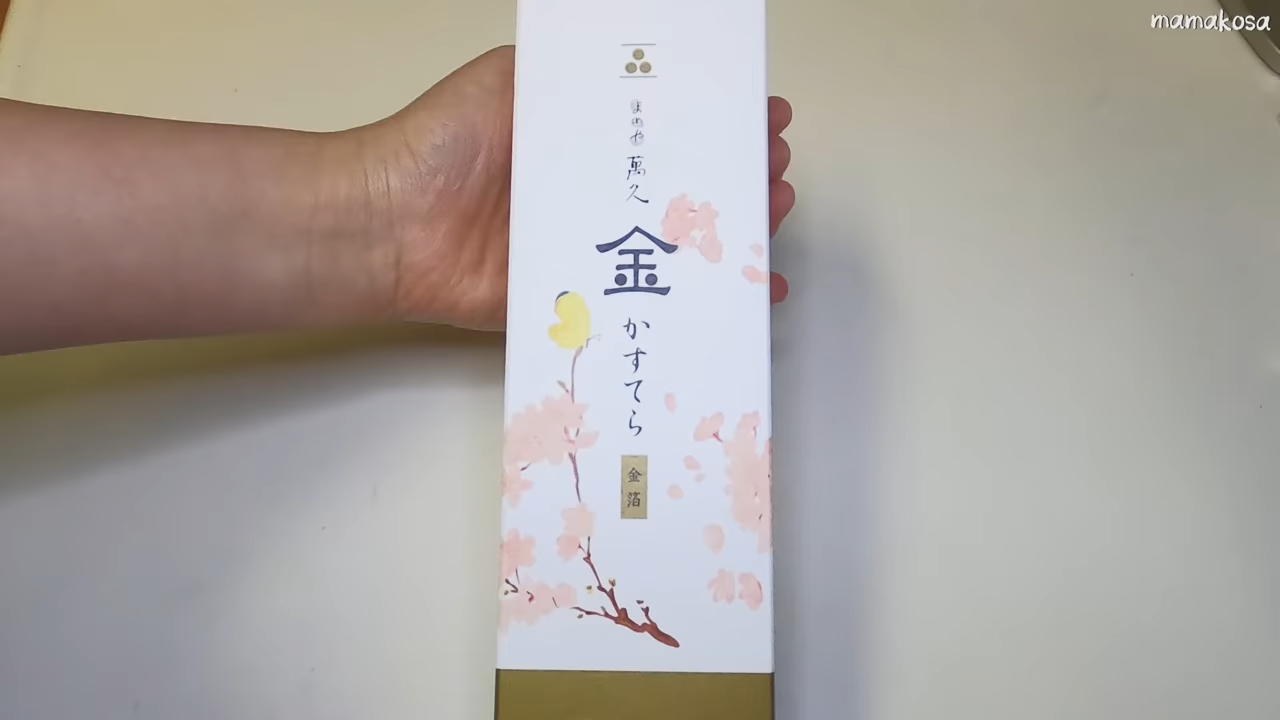 mamakosa
まめや
萬久
金
かすてら
金箔